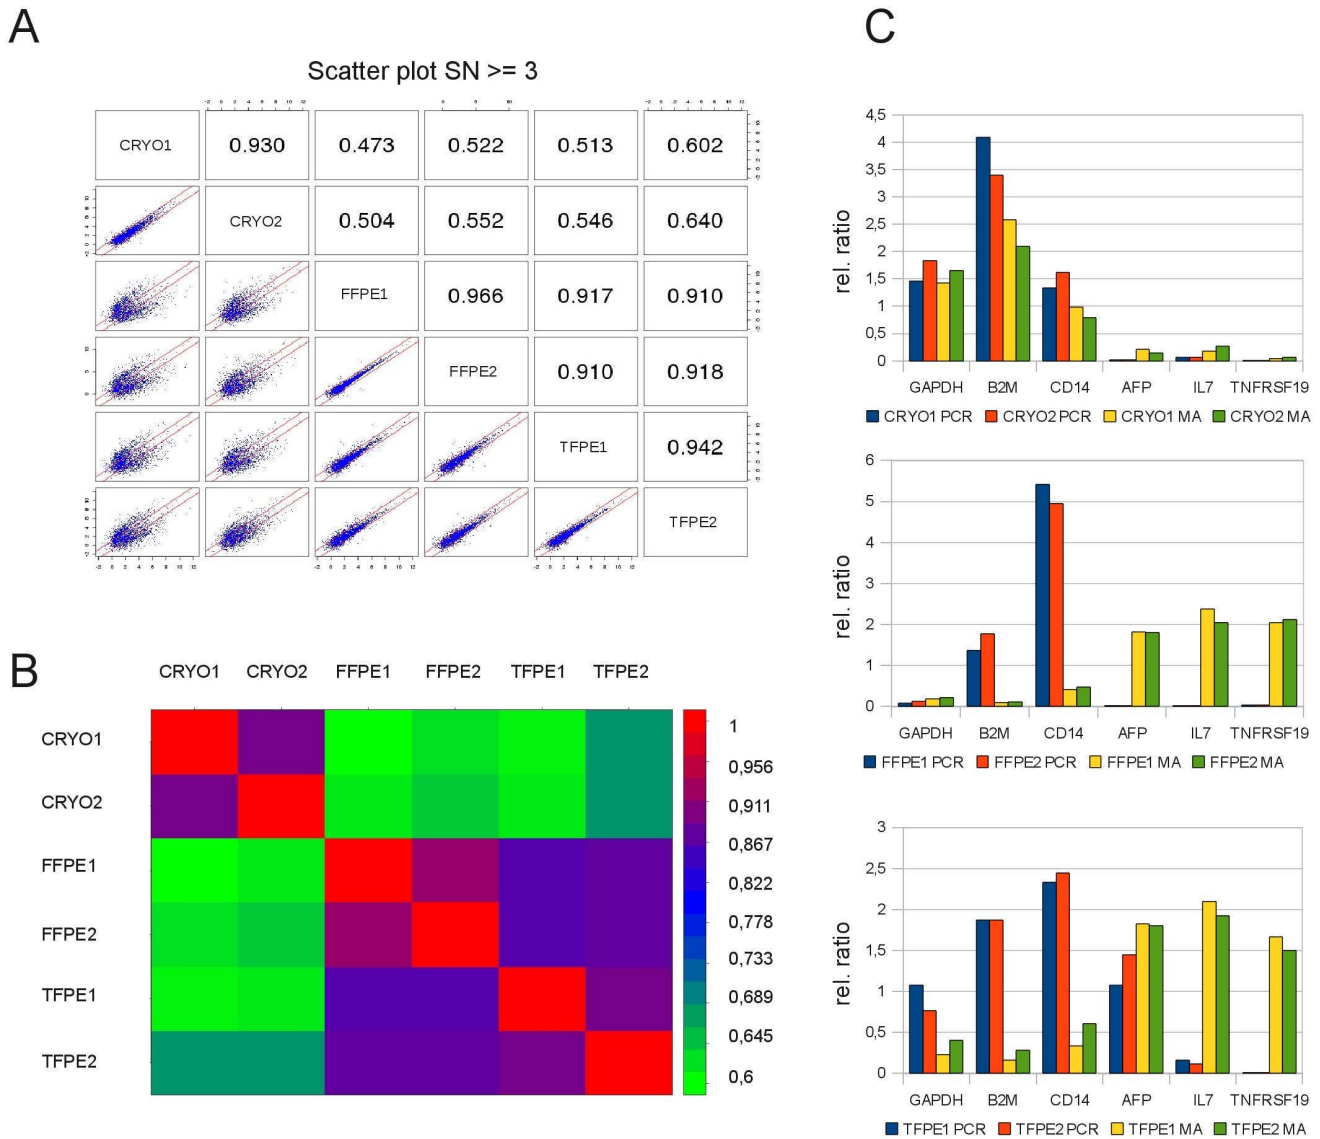 A
C
Scatter plot SN >= 3
CRYO1 0.930 0.473 0.522 0.513 0.602
CRYO2 0.504 0.552 0.546 0.640
FFPE1 0.966 0.917 0.910
FFPE2 0.910 0.918
TFPE1 0.942
TFPE2
B
CRYO1 CRYO2 FFPE1 FFPE2 TFPE1 TFPE2
CRYO1
CRYO2
FFPE1
FFPE2
TFPE1
TFPE2
1
0,956
0,911
0,867
0,822
0,778
0,733
0,689
0,645
0,6
rel. ratio
4,5
4
3,5
3
2,5
2
1,5
1
0,5
0
GAPDH B2M CD14 AFP IL7 TNFRSF19
CRYO1 PCR CRYO2 PCR CRYO1 MA CRYO2 MA
rel. ratio
6
5
4
3
2
1
0
GAPDH B2M CD14 AFP IL7 TNFRSF19
FFPE1 PCR FFPE2 PCR FFPE1 MA FFPE2 MA
rel. ratio
3
2,5
2
1,5
1
0,5
0
GAPDH B2M CD14 AFP IL7 TNFRSF19
TFPE1 PCR TFPE2 PCR TFPE1 MA TFPE2 MA